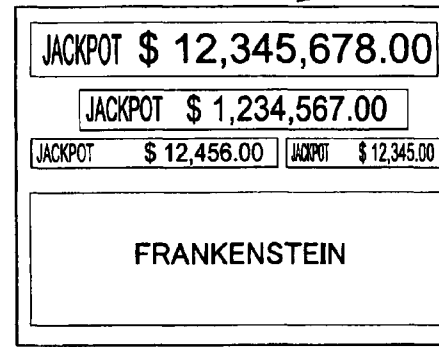 JACKPOT $ 12,345,678.00
JACKPOT $ 1,234,567.00
JACKPOT $ 12,456.00 JACKPOT $ 12,345.00
FRANKENSTEIN